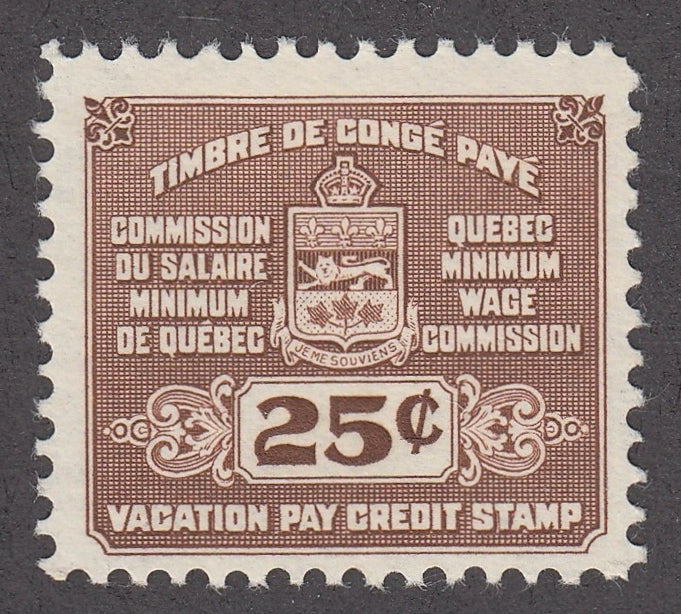 TIMBRE DE CONGÉ PAYÉ
COMMISSION
DU SALAIRE
MINIMUM
DE QUÉBEC
QUEBEC
MINIMUM
WAGE
COMMISSION
JE ME SOUVIENS
25¢
VACATION PAY CREDIT STAMP